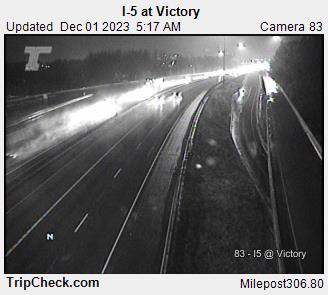 I-5 at Victory
Updated Dec 01 2023 5:17 AM Camera 83
T
N
83 - I5 @ Victory
TripCheck.com Milepost306.80